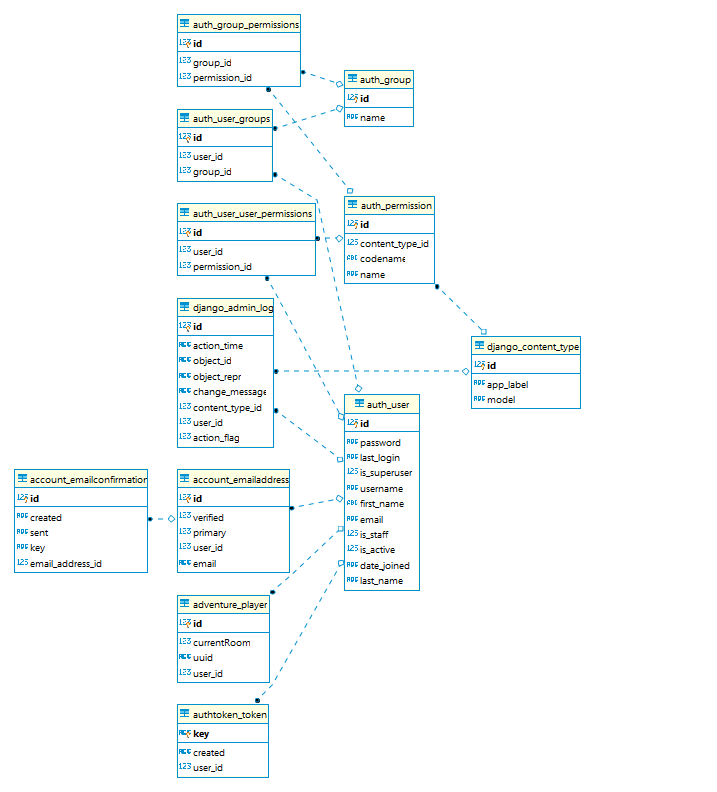 auth_group_permissions
123 id
123 group_id
123 permission_id
auth_group
123 id
ABC name
auth_user_groups
123 id
123 user_id
123 group_id
auth_user_user_permissions
123 id
123 user_id
123 permission_id
auth_permission
123 id
123 content_type_id
ABC codename
ABC name
django_admin_log
123 id
ABC action_time
ABC object_id
ABC object_repr
ABC change_message
123 content_type_id
123 user_id
123 action_flag
django_content_type
123 id
ABC app_label
ABC model
auth_user
123 id
ABC password
ABC last_login
123 is_superuser
ABC username
ABC first_name
ABC email
123 is_staff
123 is_active
ABC date_joined
ABC last_name
account_emailconfirmation
123 id
ABC created
ABC sent
ABC key
123 email_address_id
account_emailaddress
123 id
123 verified
123 primary
123 user_id
ABC email
adventure_player
123 id
123 currentRoom
ABC uuid
123 user_id
authtoken_token
ABC key
ABC created
123 user_id